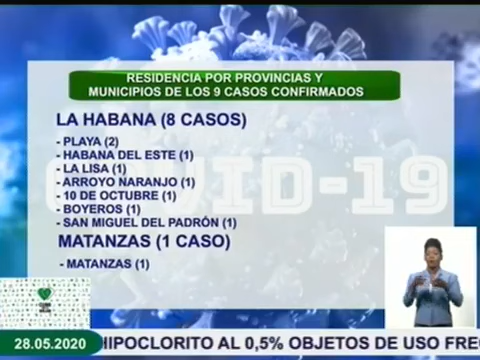 RESIDENCIA POR PROVINCIAS Y
MUNICIPIOS DE LOS 9 CASOS CONFIRMADOS
LA HABANA (8 CASOS)
- PLAYA (2)
- HABANA DEL ESTE (1)
- LA LISA (1)
- ARROYO NARANJO (1)
- 10 DE OCTUBRE (1)
- BOYEROS (1)
- SAN MIGUEL DEL PADRÓN (1)
MATANZAS (1 CASO)
- MATANZAS (1)
COVID-19
28.05.2020
HIPOCLORITO AL 0,5% OBJETOS DE USO FRE